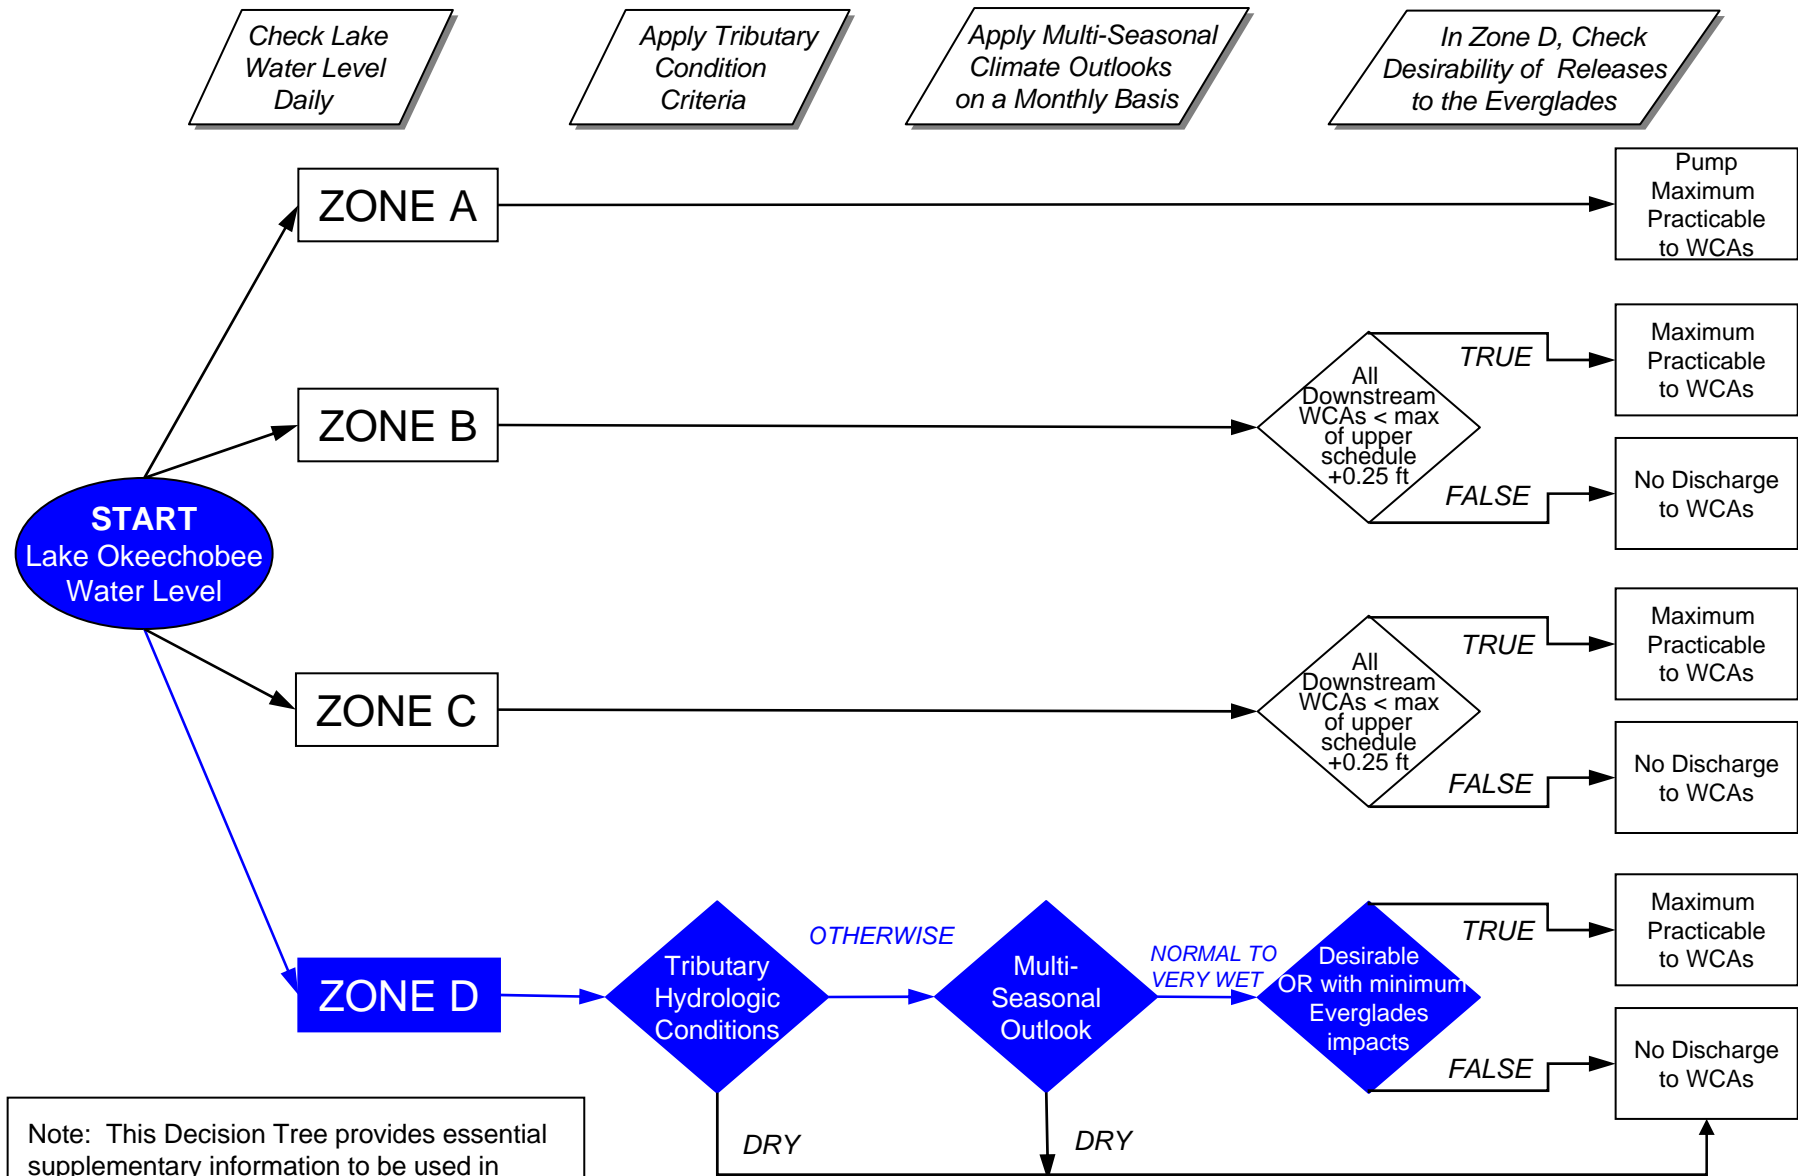 Check Lake
Water Level
Daily
Apply Tributary
Condition
Criteria
Apply Multi-Seasonal
Climate Outlooks
on a Monthly Basis
In Zone D, Check
Desirability of Releases
to the Everglades
ZONE A
Pump
Maximum
Practicable
to WCAs
ZONE B
All
Downstream
WCAs < max
of upper
schedule
+0.25 ft
TRUE
Maximum
Practicable
to WCAs
FALSE
No Discharge
to WCAs
START
Lake Okeechobee
Water Level
ZONE C
All
Downstream
WCAs < max
of upper
schedule
+0.25 ft
TRUE
Maximum
Practicable
to WCAs
FALSE
No Discharge
to WCAs
ZONE D
Tributary
Hydrologic
Conditions
OTHERWISE
Multi-
Seasonal
Outlook
NORMAL TO
VERY WET
Desirable
OR with minimum
Everglades
impacts
TRUE
Maximum
Practicable
to WCAs
FALSE
No Discharge
to WCAs
DRY
DRY
Note: This Decision Tree provides essential
supplementary information to be used in